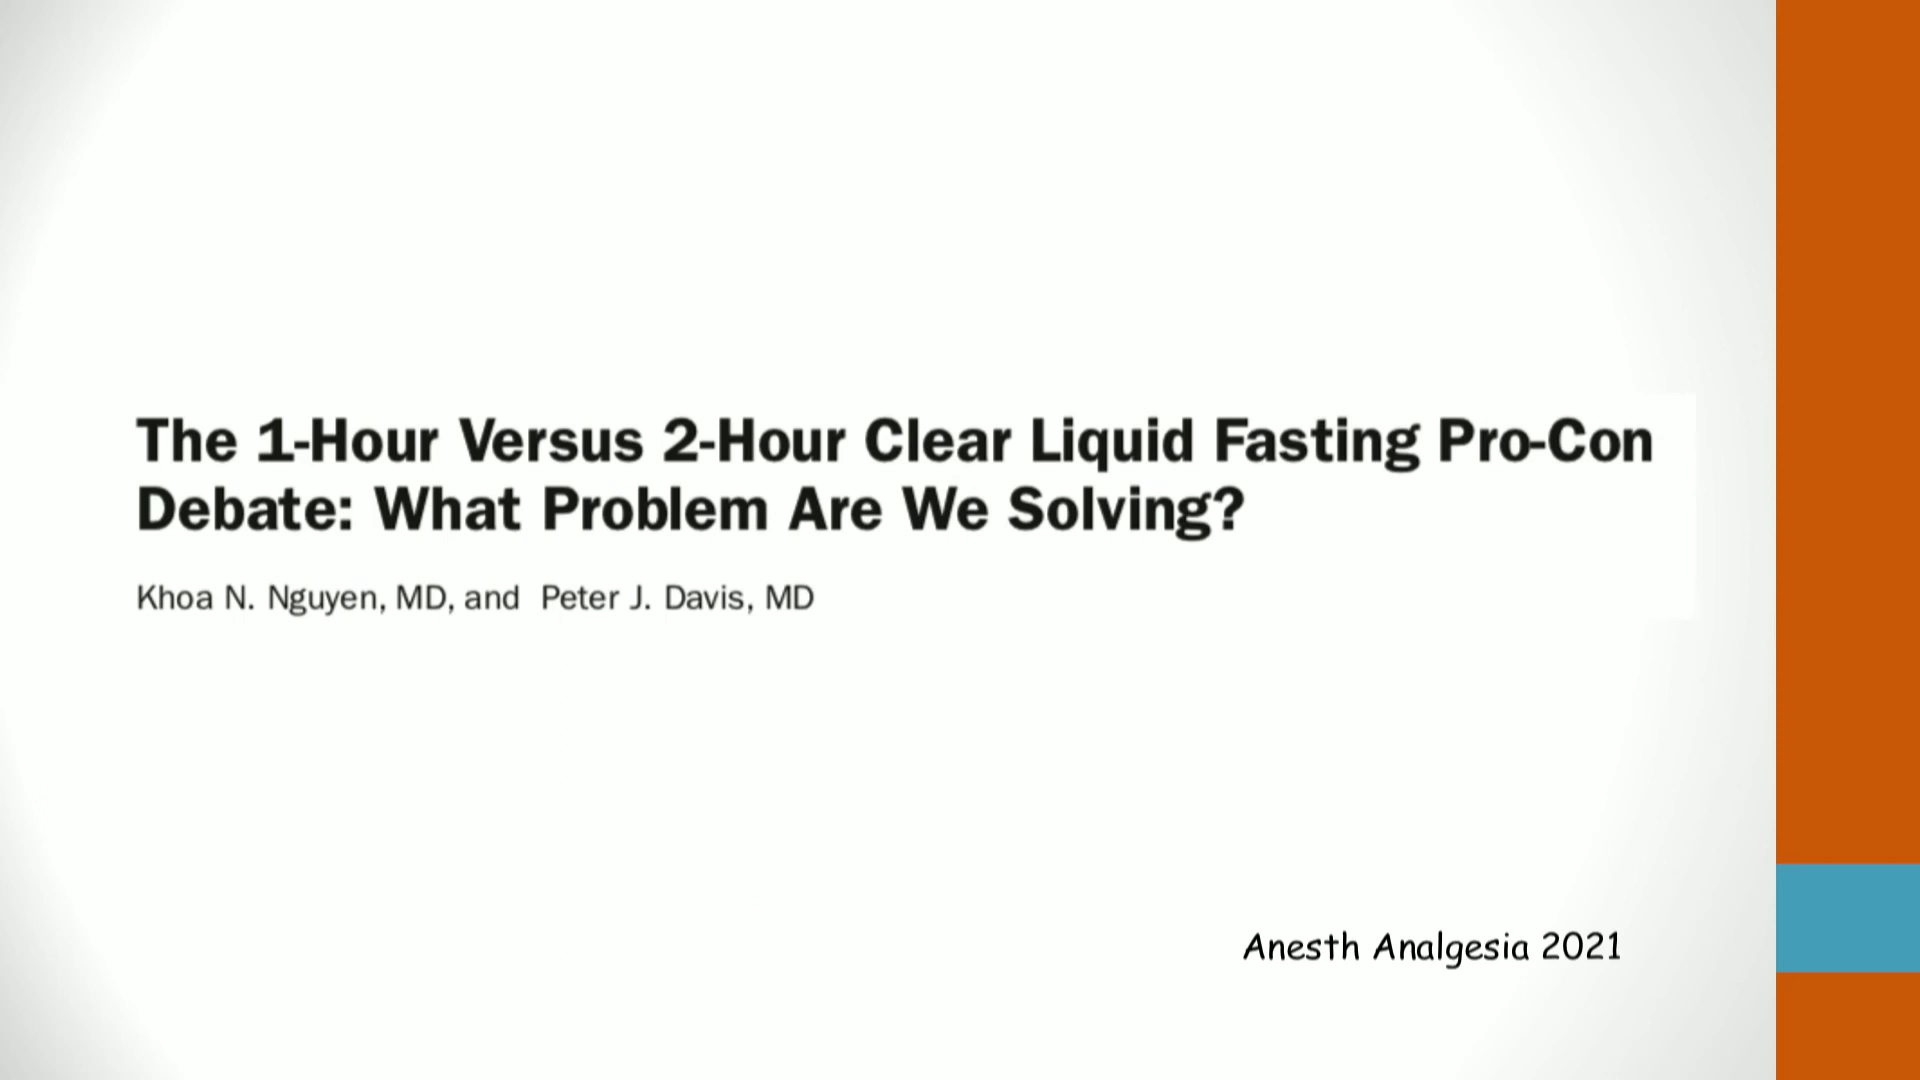 The 1-Hour Versus 2-Hour Clear Liquid Fasting Pro-Con
Debate: What Problem Are We Solving?
Khoa N. Nguyen, MD, and Peter J. Davis, MD
Anesth Analgesia 2021